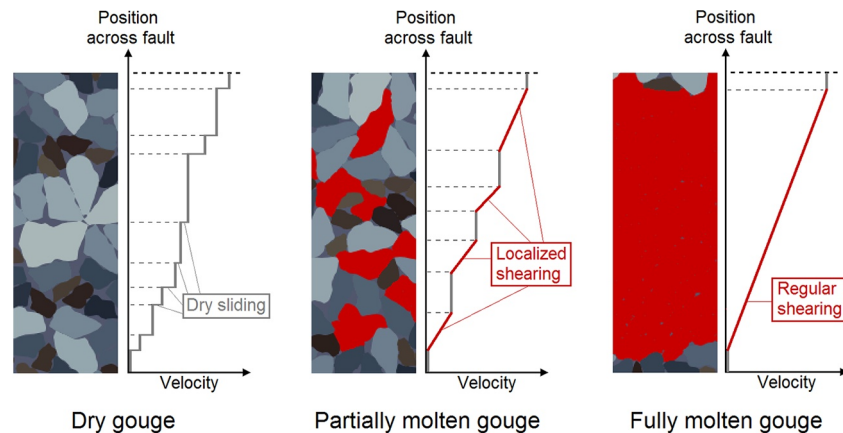 Position
across fault
Dry sliding
Velocity
Dry gouge
Position
across fault
Localized
shearing
Velocity
Partially molten gouge
Position
across fault
Regular
shearing
Velocity
Fully molten gouge